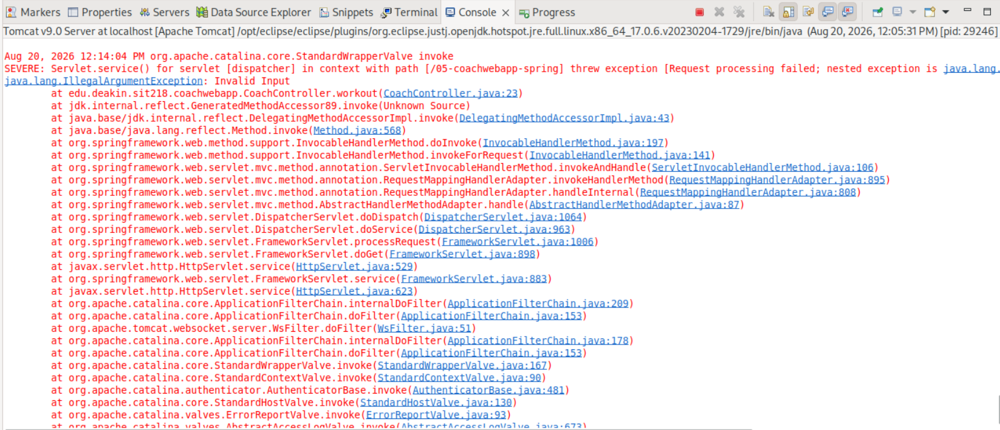 Markers Properties Servers Data Source Explorer Snippets Terminal Console Progress
Tomcat v9.0 Server at localhost [Apache Tomcat] /opt/eclipse/eclipse/plugins/org.eclipse.justj.openjdk.hotspot.jre.full.linux.x86_64_17.0.6.v20230204-1729/jre/bin/java (Aug 20, 2026, 12:05:31 PM) [pid: 29246]
Aug 20, 2026 12:14:04 PM org.apache.catalina.core.StandardWrapperValve invoke
SEVERE: Servlet.service() for servlet [dispatcher] in context with path [/05-coachwebapp-spring] threw exception [Request processing failed; nested exception is java.lang.
java.lang.IllegalArgumentException: Invalid Input
at edu.deakin.sit218.coachwebapp.CoachController.workout(CoachController.java:23)
at jdk.internal.reflect.GeneratedMethodAccessor89.invoke(Unknown Source)
at java.base/jdk.internal.reflect.DelegatingMethodAccessorImpl.invoke(DelegatingMethodAccessorImpl.java:43)
at java.base/java.lang.reflect.Method.invoke(Method.java:568)
at org.springframework.web.method.support.InvocableHandlerMethod.doInvoke(InvocableHandlerMethod.java:197)
at org.springframework.web.method.support.InvocableHandlerMethod.invokeForRequest(InvocableHandlerMethod.java:141)
at org.springframework.web.servlet.mvc.method.annotation.ServletInvocableHandlerMethod.invokeAndHandle(ServletInvocableHandlerMethod.java:106)
at org.springframework.web.servlet.mvc.method.annotation.RequestMappingHandlerAdapter.invokeHandlerMethod(RequestMappingHandlerAdapter.java:895)
at org.springframework.web.servlet.mvc.method.annotation.RequestMappingHandlerAdapter.handleInternal(RequestMappingHandlerAdapter.java:808)
at org.springframework.web.servlet.mvc.method.AbstractHandlerMethodAdapter.handle(AbstractHandlerMethodAdapter.java:87)
at org.springframework.web.servlet.DispatcherServlet.doDispatch(DispatcherServlet.java:1064)
at org.springframework.web.servlet.DispatcherServlet.doService(DispatcherServlet.java:963)
at org.springframework.web.servlet.FrameworkServlet.processRequest(FrameworkServlet.java:1006)
at org.springframework.web.servlet.FrameworkServlet.doGet(FrameworkServlet.java:898)
at javax.servlet.http.HttpServlet.service(HttpServlet.java:529)
at org.springframework.web.servlet.FrameworkServlet.service(FrameworkServlet.java:883)
at javax.servlet.http.HttpServlet.service(HttpServlet.java:623)
at org.apache.catalina.core.ApplicationFilterChain.internalDoFilter(ApplicationFilterChain.java:209)
at org.apache.catalina.core.ApplicationFilterChain.doFilter(ApplicationFilterChain.java:153)
at org.apache.tomcat.websocket.server.WsFilter.doFilter(WsFilter.java:51)
at org.apache.catalina.core.ApplicationFilterChain.internalDoFilter(ApplicationFilterChain.java:178)
at org.apache.catalina.core.ApplicationFilterChain.doFilter(ApplicationFilterChain.java:153)
at org.apache.catalina.core.StandardWrapperValve.invoke(StandardWrapperValve.java:167)
at org.apache.catalina.core.StandardContextValve.invoke(StandardContextValve.java:90)
at org.apache.catalina.authenticator.AuthenticatorBase.invoke(AuthenticatorBase.java:481)
at org.apache.catalina.core.StandardHostValve.invoke(StandardHostValve.java:130)
at org.apache.catalina.valves.ErrorReportValve.invoke(ErrorReportValve.java:93)
at org.apache.catalina.valves.AbstractAccessLogValve.invoke(AbstractAccessLogValve.java:673)